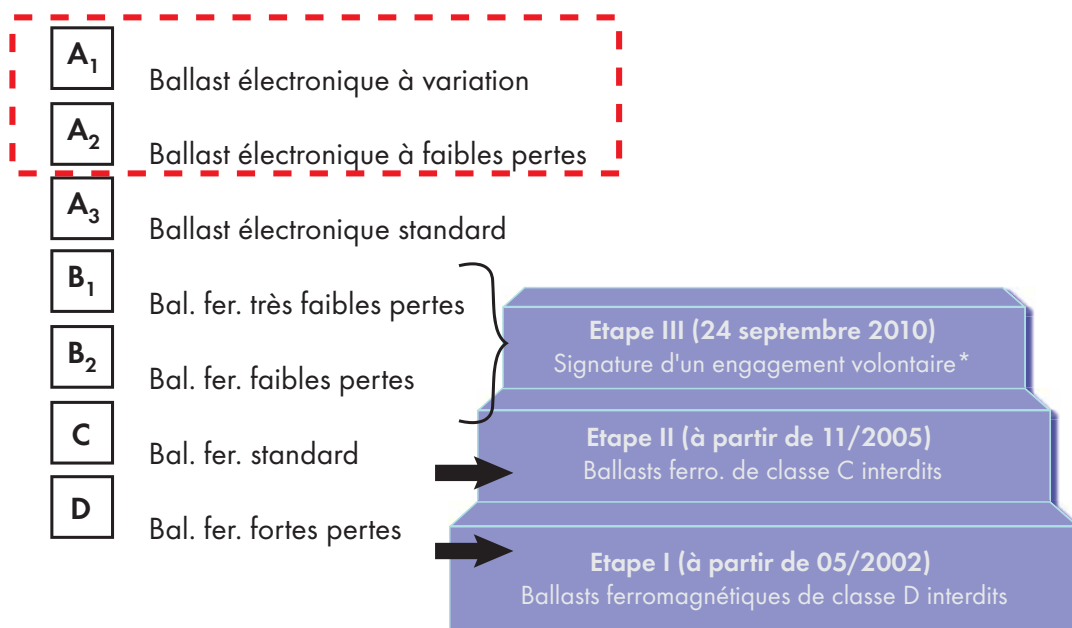 A1
Ballast électronique à variation
A2
Ballast électronique à faibles pertes
A3
Ballast électronique standard
B1
Bal. fer. très faibles pertes
B2
Bal. fer. faibles pertes
C
Bal. fer. standard
D
Bal. fer. fortes pertes
Etape III (24 septembre 2010)
Signature d'un engagement volontaire*
Etape II (à partir de 11/2005)
Ballasts ferro. de classe C interdits
Etape I (à partir de 05/2002)
Ballasts ferromagnétiques de classe D interdits